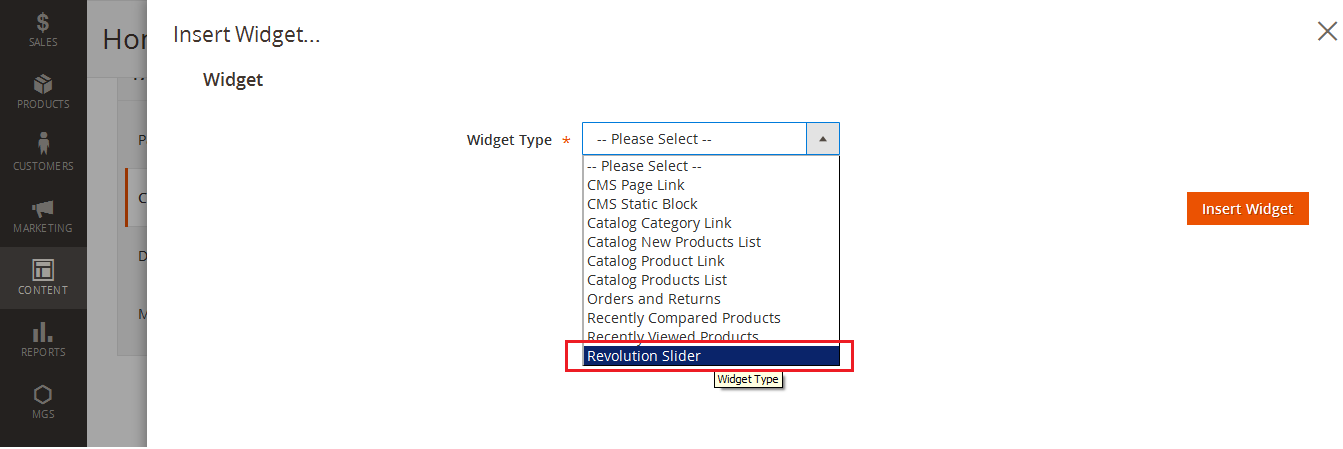 $
SALES
PRODUCTS
CUSTOMERS
MARKETING
CONTENT
REPORTS
MGS
Hor
P
C
D
M
Insert Widget...
Widget
Widget Type *
-- Please Select --
-- Please Select --
CMS Page Link
CMS Static Block
Catalog Category Link
Catalog New Products List
Catalog Product Link
Catalog Products List
Orders and Returns
Recently Compared Products
Recently Viewed Products
Revolution Slider
Widget Type
Insert Widget